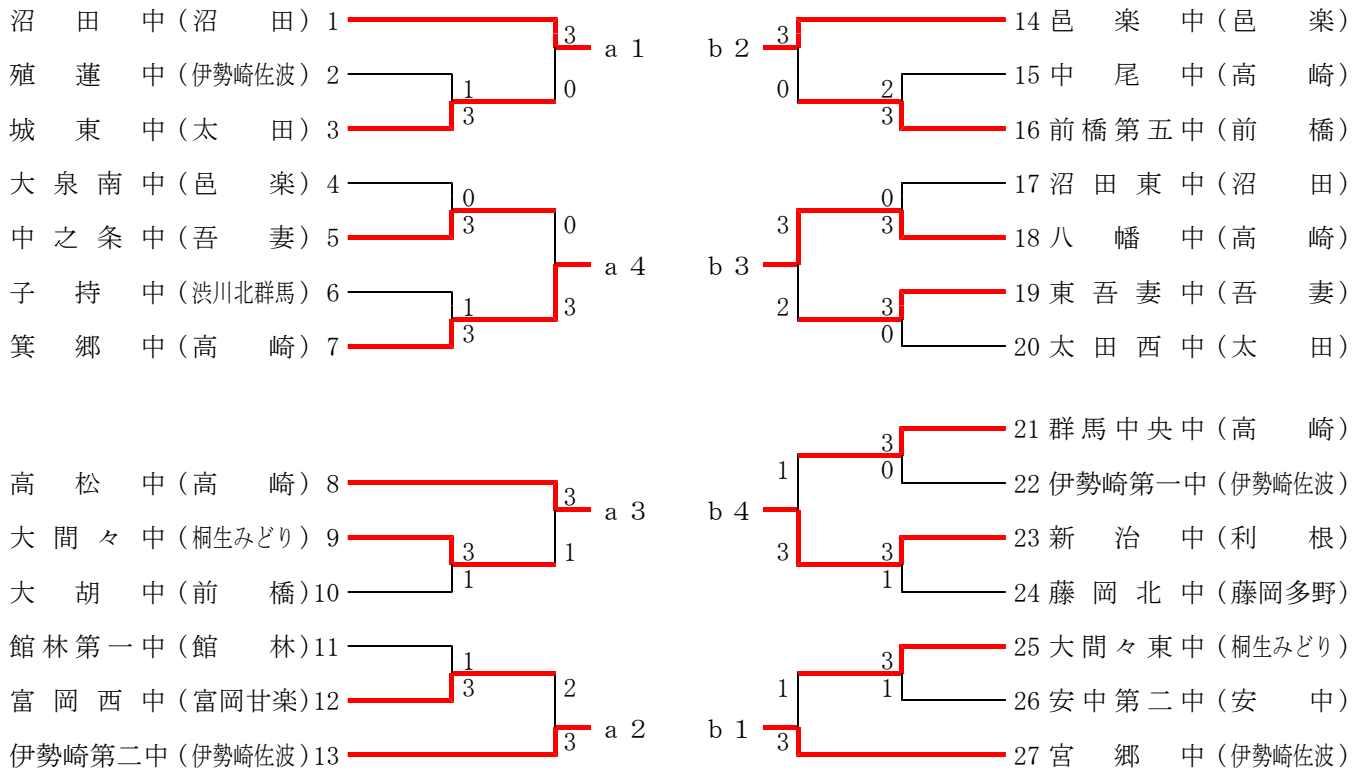 沼田中(沼田) 1
殖蓮中(伊勢崎佐波) 2
城東中(太田) 3
大泉南中(邑楽) 4
中之条中(吾妻) 5
子持中(渋川北群馬) 6
箕郷中(高崎) 7
3
a 1
0
1
3
0
3
0
a 4
3
1
3
高松中(高崎) 8
大間々中(桐生みどり) 9
大胡中(前橋)10
館林第一中(館林)11
富岡西中(富岡甘楽)12
伊勢崎第二中(伊勢崎佐波)13
3
a 3
1
3
1
1
3
2
a 2
3
14 邑楽中(邑楽)
15 中尾中(高崎)
16 前橋第五中(前橋)
17 沼田東中(沼田)
18 八幡中(高崎)
19 東吾妻中(吾妻)
20 太田西中(太田)
b 2
3
0
2
3
0
3
3
b 3
2
3
0
21 群馬中央中(高崎)
22 伊勢崎第一中(伊勢崎佐波)
23 新治中(利根)
24 藤岡北中(藤岡多野)
25 大間々東中(桐生みどり)
26 安中第二中(安中)
27 宮郷中(伊勢崎佐波)
3
0
1
b 4
3
3
1
3
1
1
b 1
3